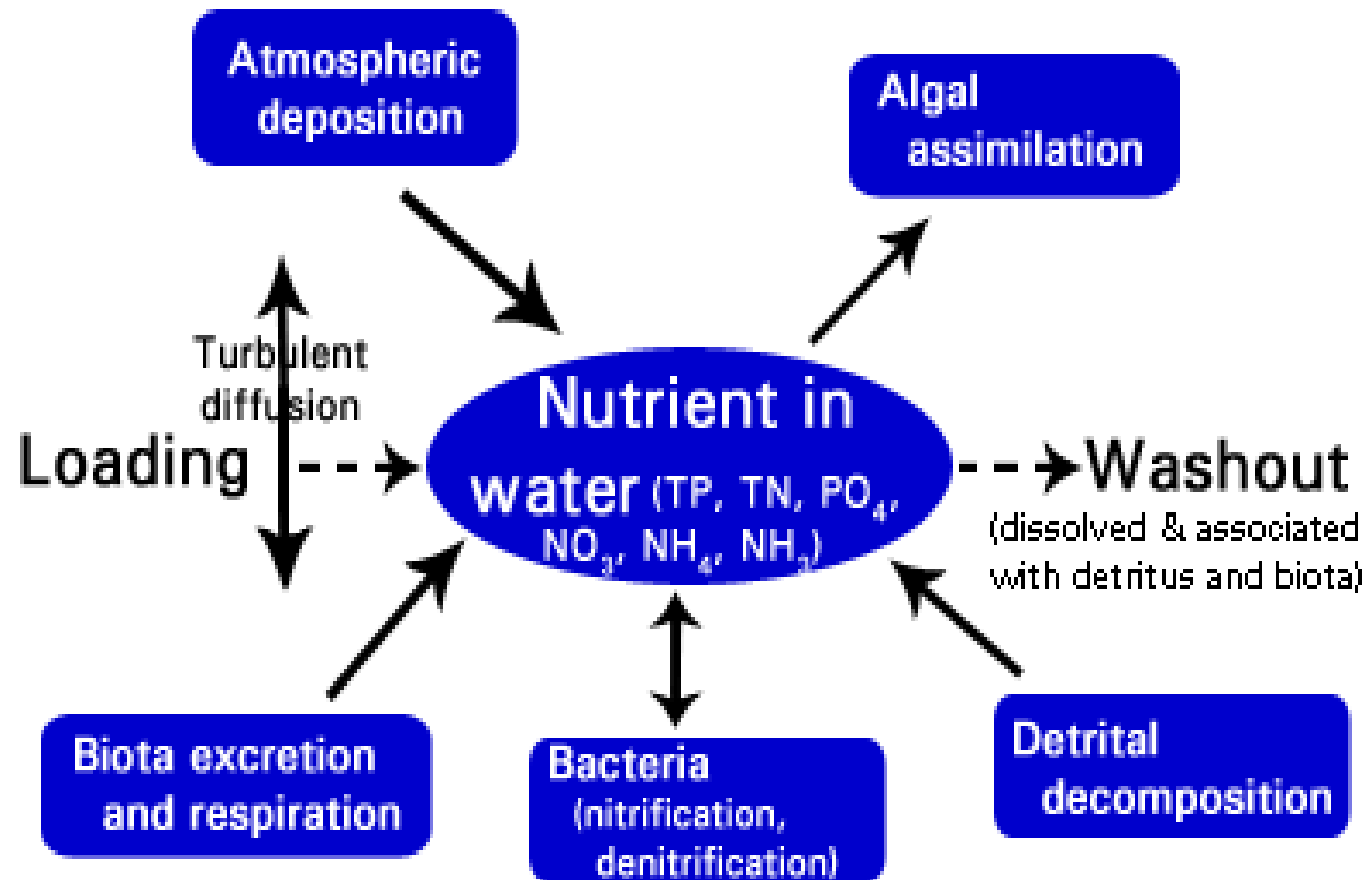 Atmospheric
deposition
Algal
assimilation
Turbulent
diffusion
Loading
Nutrient in
water (TP, TN, PO₄,
NO₃, NH₄, NH₃)
Washout
(dissolved & associated
with detritus and biota)
Biota excretion
and respiration
Bacteria
(nitrification,
denitrification)
Detrital
decomposition